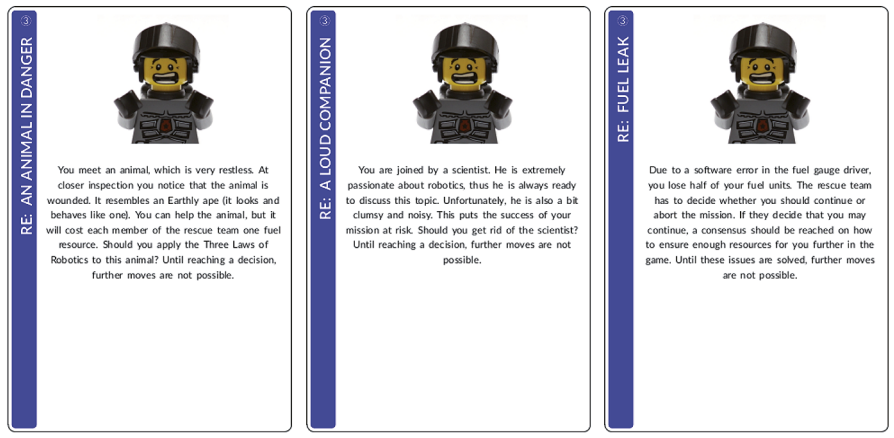 ③
RE: AN ANIMAL IN DANGER
You meet an animal, which is very restless. At
closer inspection you notice that the animal is
wounded. It resembles an Earthly ape (it looks and
behaves like one). You can help the animal, but it
will cost each member of the rescue team one fuel
resource. Should you apply the Three Laws of
Robotics to this animal? Until reaching a decision,
further moves are not possible.
③
RE: A LOUD COMPANION
You are joined by a scientist. He is extremely
passionate about robotics, thus he is always ready
to discuss this topic. Unfortunately, he is also a bit
clumsy and noisy. This puts the success of your
mission at risk. Should you get rid of the scientist?
Until reaching a decision, further moves are not
possible.
③
RE: FUEL LEAK
Due to a software error in the fuel gauge driver,
you lose half of your fuel units. The rescue team
has to decide whether you should continue or
abort the mission. If they decide that you may
continue, a consensus should be reached on how
to ensure enough resources for you further in the
game. Until these issues are solved, further moves
are not possible.